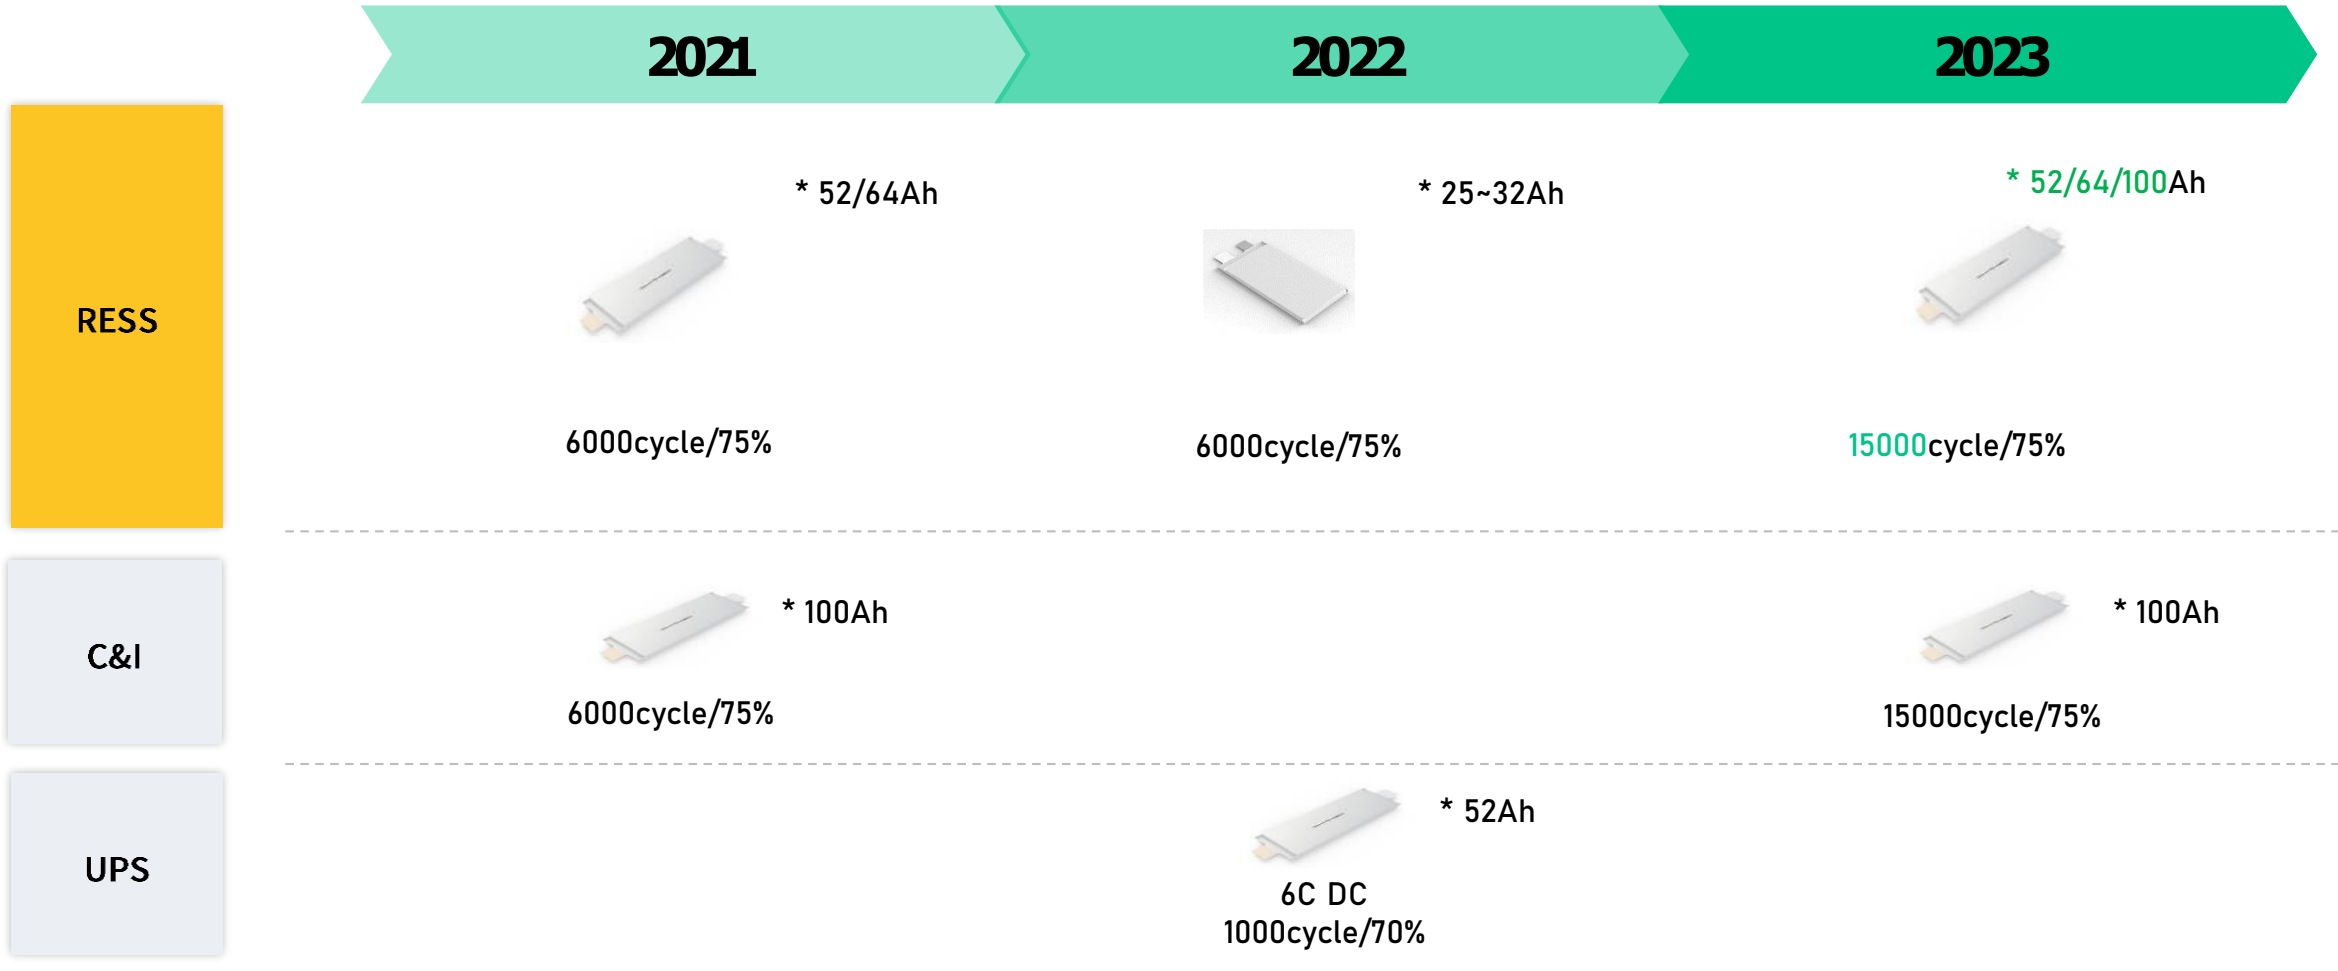 2021
2022
2023
RESS
* 52/64Ah
* 25~32Ah
* 52/64/100Ah
6000cycle/75%
6000cycle/75%
15000cycle/75%
C&I
* 100Ah
* 100Ah
6000cycle/75%
15000cycle/75%
UPS
* 52Ah
6C DC
1000cycle/70%